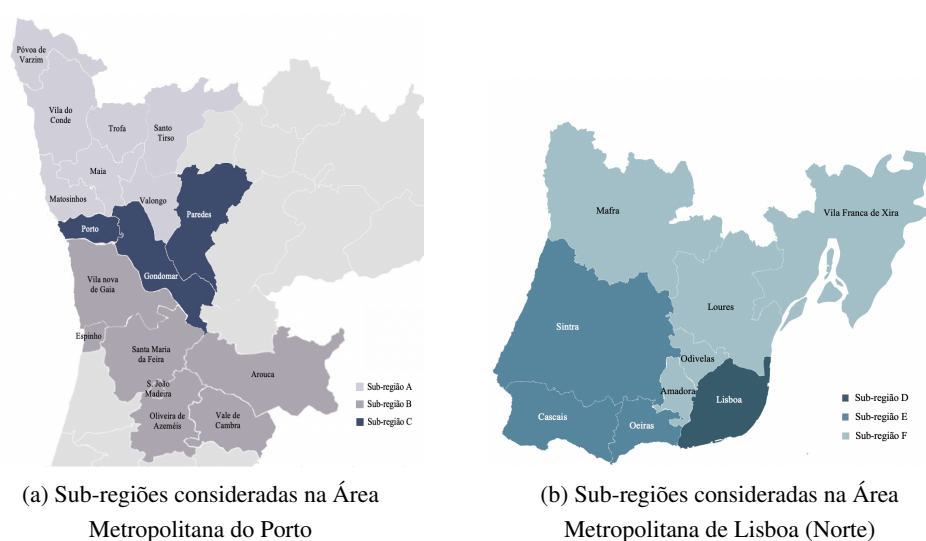 Póvoa de
Varzim
Vila do
Conde
Trofa
Santo
Tirso
Maia
Matosinhos
Valongo
Paredes
Porto
Gondomar
Vila nova
de Gaia
Espinho
Santa Maria
da Feira
Arouca
S. João
Madeira
Oliveira de
Azeméis
Vale de
Cambra
Sub-região A
Sub-região B
Sub-região C
(a) Sub-regiões consideradas na Área
Metropolitana do Porto
Mafra
Vila Franca de Xira
Loures
Sintra
Odivelas
Amadora
Lisboa
Cascais
Oeiras
Sub-região D
Sub-região E
Sub-região F
(b) Sub-regiões consideradas na Área
Metropolitana de Lisboa (Norte)